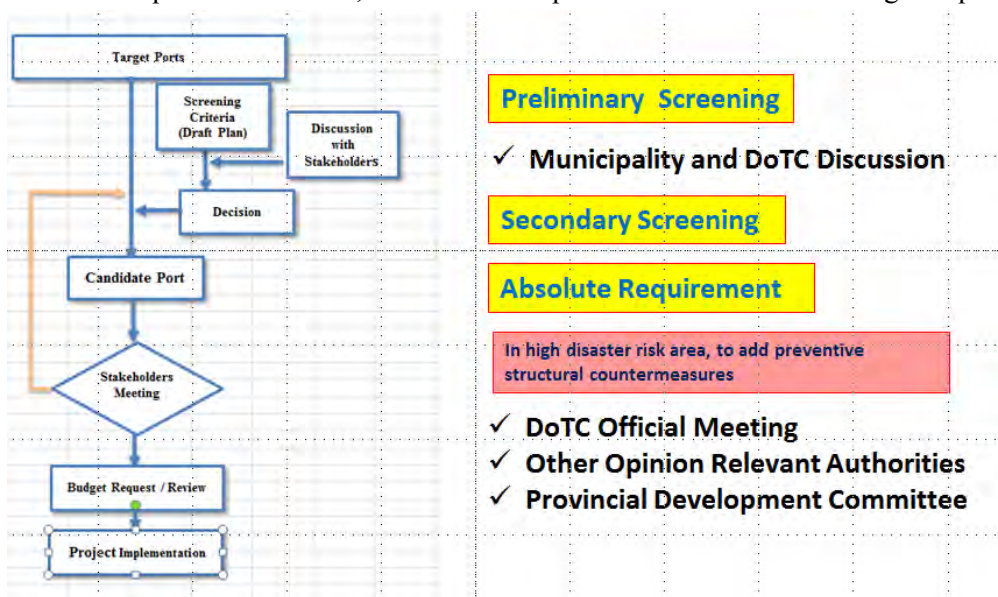 Target Ports
Screening
Criteria
(Draft Plan)
Discussion
with
Stakeholders
Decision
Candidate Port
Stakeholders
Meeting
Budget Request / Review
Project Implementation
Preliminary Screening
✓ Municipality and DoTC Discussion
Secondary Screening
Absolute Requirement
In high disaster risk area, to add preventive
structural countermeasures
✓ DoTC Official Meeting
✓ Other Opinion Relevant Authorities
✓ Provincial Development Committee